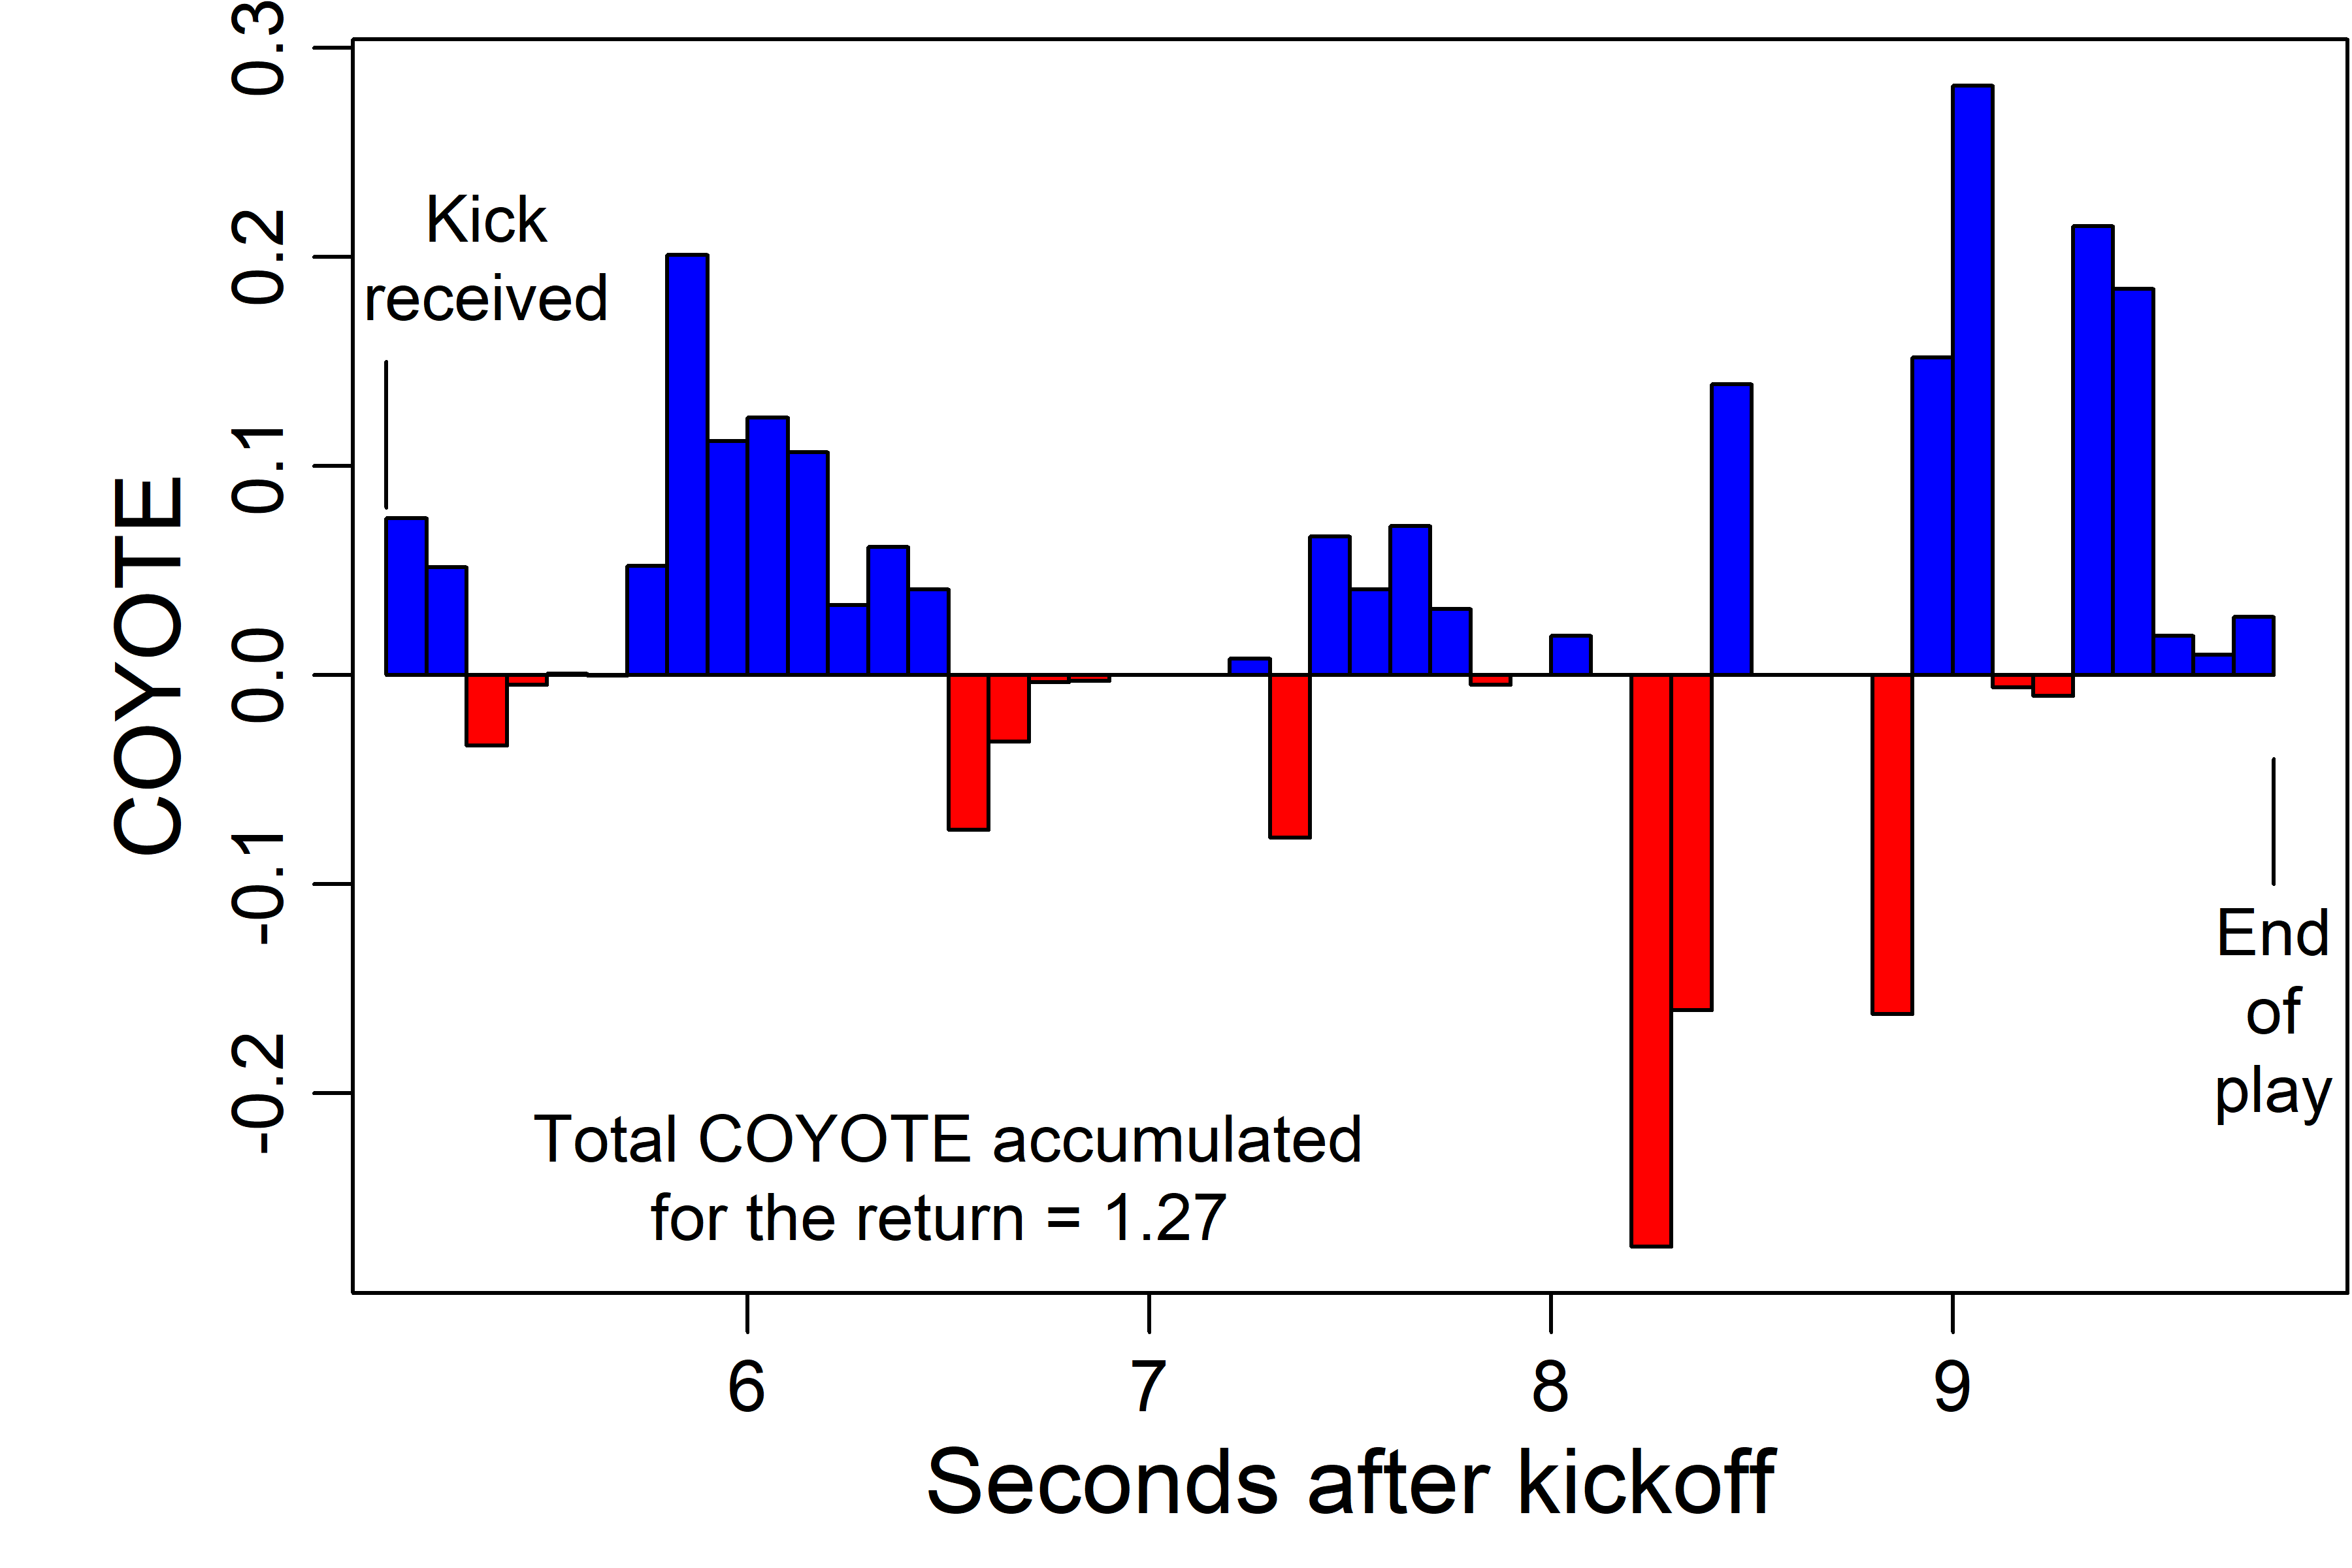 0.3
0.2
0.1
0.0
-0.1
-0.2
COYOTE
Kick
received
Total COYOTE accumulated
for the return = 1.27
End
of
play
6 7 8 9
Seconds after kickoff